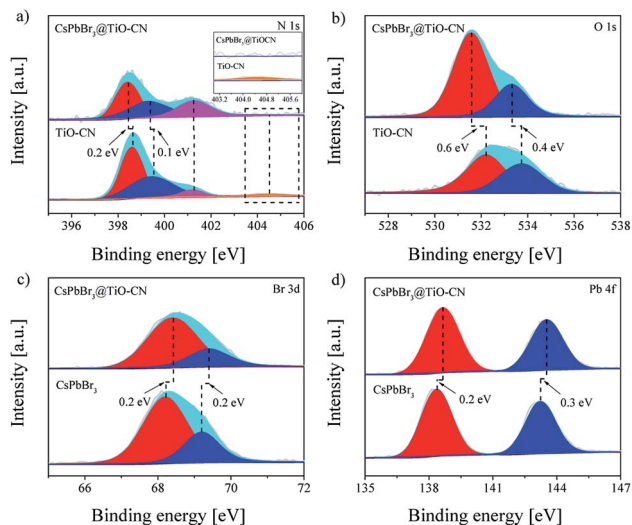 a)
CsPbBr3@TiO-CN
N 1s
CsPbBr3@TiOCN
TiO-CN
403.2 404.0 404.8 405.6
TiO-CN
0.2 eV
0.1 eV
Intensity [a.u.]
396 398 400 402 404 406
Binding energy [eV]
b)
O 1s
CsPbBr3@TiO-CN
TiO-CN
0.6 eV
0.4 eV
Intensity [a.u.]
528 530 532 534 536 538
Binding energy [eV]
c)
Br 3d
CsPbBr3@TiO-CN
CsPbBr3
0.2 eV
0.2 eV
Intensity [a.u.]
66 68 70 72
Binding energy [eV]
d)
Pb 4f
CsPbBr3@TiO-CN
CsPbBr3
0.2 eV
0.3 eV
Intensity [a.u.]
135 138 141 144 147
Binding energy [eV]